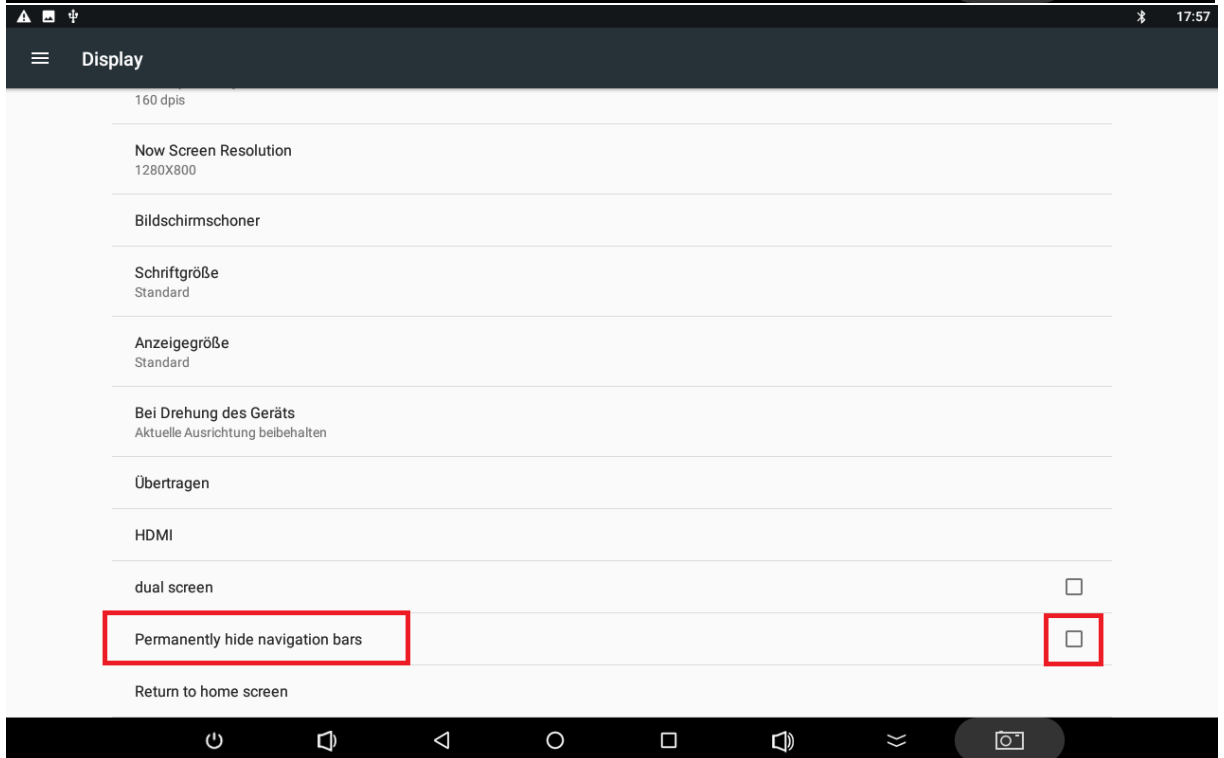 17:57
Display
160 dpis
Now Screen Resolution
1280X800
Bildschirmschoner
Schriftgröße
Standard
Anzeigegröße
Standard
Bei Drehung des Geräts
Aktuelle Ausrichtung beibehalten
Übertragen
HDMI
dual screen
Permanently hide navigation bars
Return to home screen